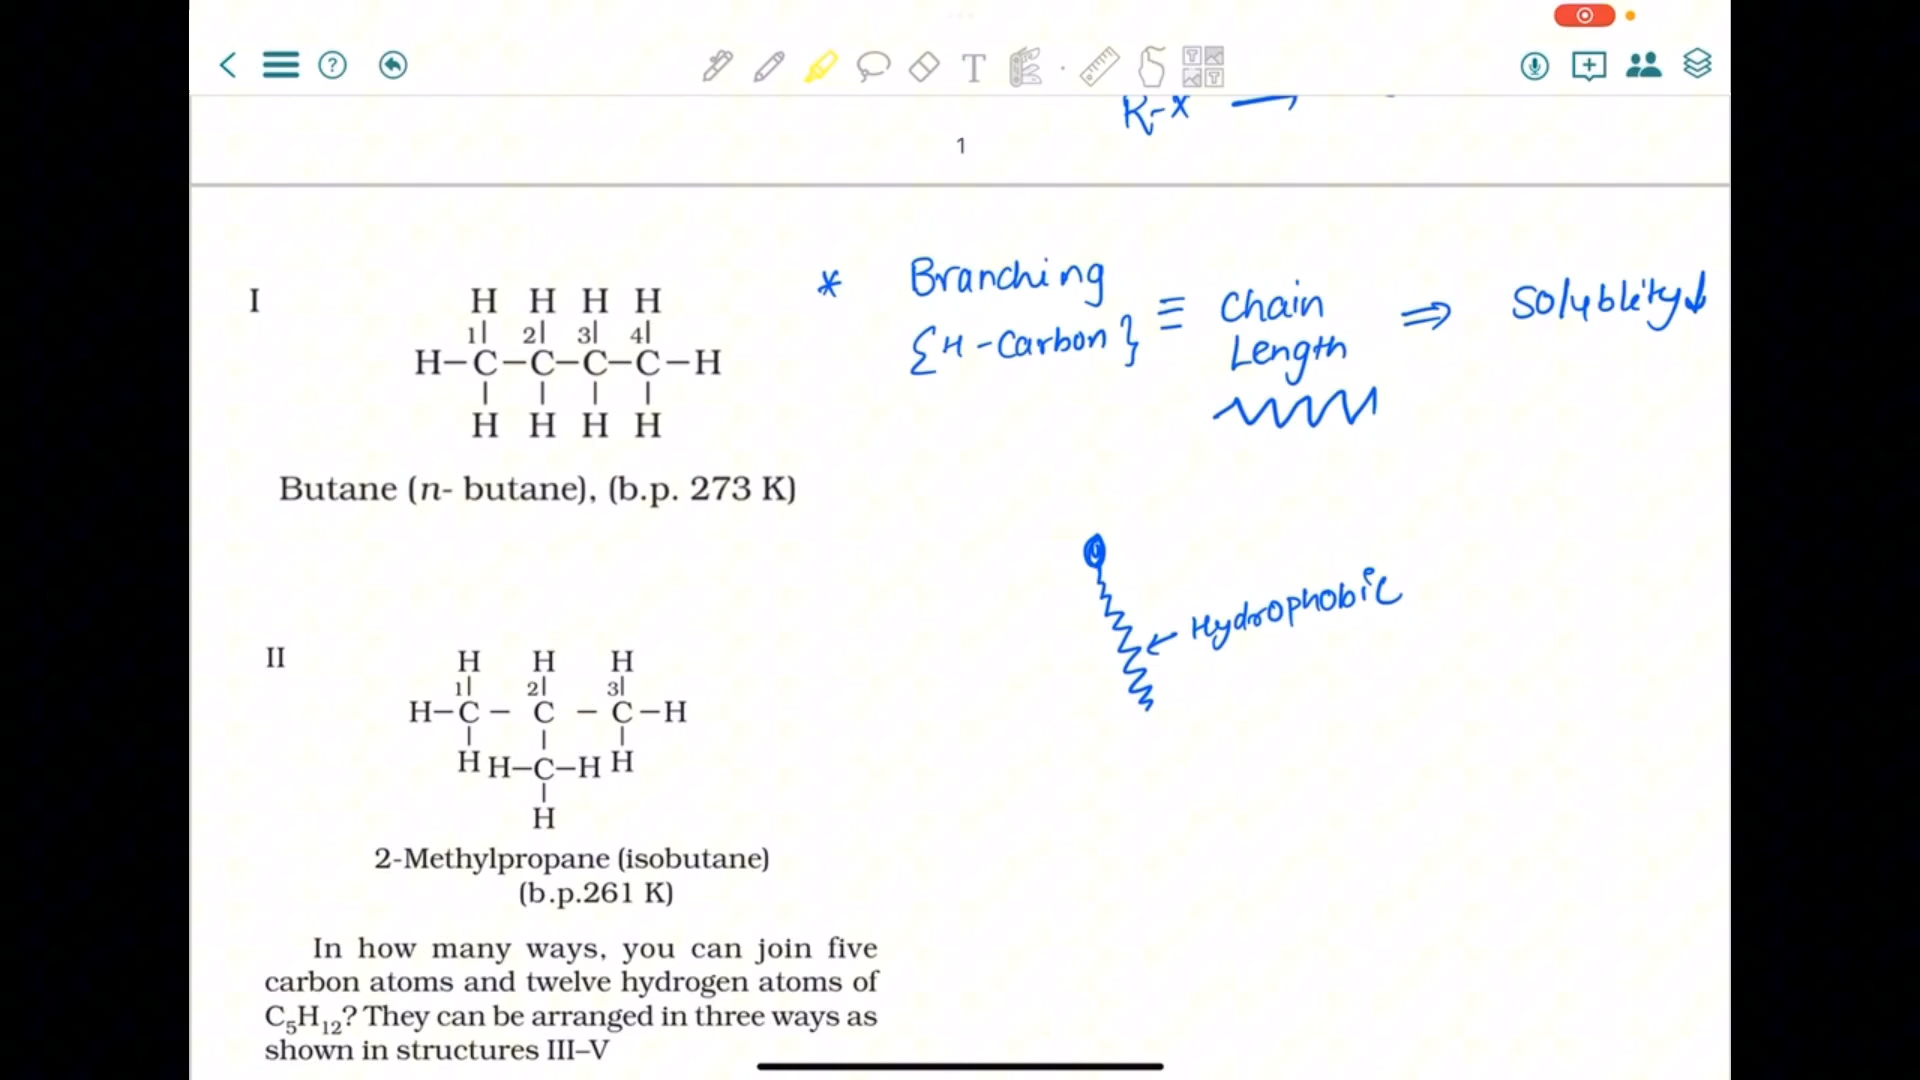 R-X
1
I
H H H H
1 2 3 4
H–C–C–C–C–H
H H H H
Butane (n- butane), (b.p. 273 K)
* Branching {H-Carbon} ≡ Chain Length ⇒ Solyblity↓
Hydrophobic
II
H H H
1 2 3
H–C – C – C–H
H H–C–H H
H
2-Methylpropane (isobutane)
(b.p.261 K)
In how many ways, you can join five
carbon atoms and twelve hydrogen atoms of
C₅H₁₂? They can be arranged in three ways as
shown in structures III–V